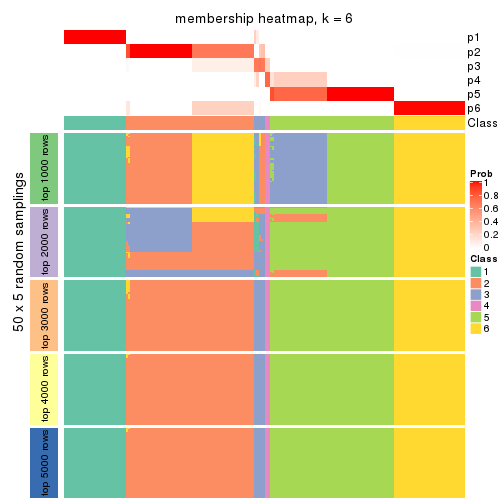 membership heatmap, k = 6
p1
p2
p3
p4
p5
p6
Class
50 x 5 random samplings
top 1000 rows
top 2000 rows
top 3000 rows
top 4000 rows
top 5000 rows
Prob
1
0.8
0.6
0.4
0.2
0
Class
1
2
3
4
5
6